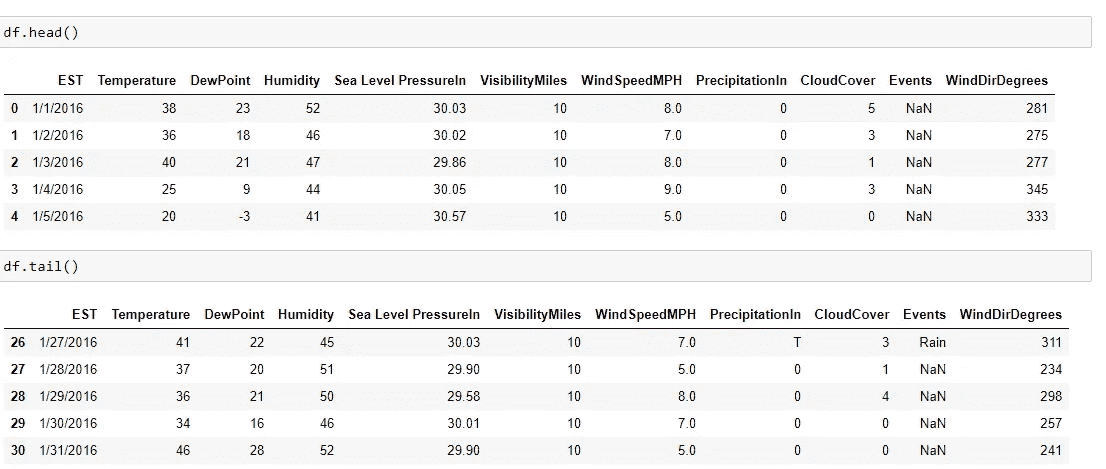 df.head()
EST Temperature DewPoint Humidity Sea Level PressureIn VisibilityMiles WindSpeedMPH PrecipitationIn CloudCover Events WindDirDegrees
0 1/1/2016 38 23 52 30.03 10 8.0 0 5 NaN 281
1 1/2/2016 36 18 46 30.02 10 7.0 0 3 NaN 275
2 1/3/2016 40 21 47 29.86 10 8.0 0 1 NaN 277
3 1/4/2016 25 9 44 30.05 10 9.0 0 3 NaN 345
4 1/5/2016 20 -3 41 30.57 10 5.0 0 0 NaN 333
df.tail()
EST Temperature DewPoint Humidity Sea Level PressureIn VisibilityMiles WindSpeedMPH PrecipitationIn CloudCover Events WindDirDegrees
26 1/27/2016 41 22 45 30.03 10 7.0 T 3 Rain 311
27 1/28/2016 37 20 51 29.90 10 5.0 0 1 NaN 234
28 1/29/2016 36 21 50 29.58 10 8.0 0 4 NaN 298
29 1/30/2016 34 16 46 30.01 10 7.0 0 0 NaN 257
30 1/31/2016 46 28 52 29.90 10 5.0 0 0 NaN 241